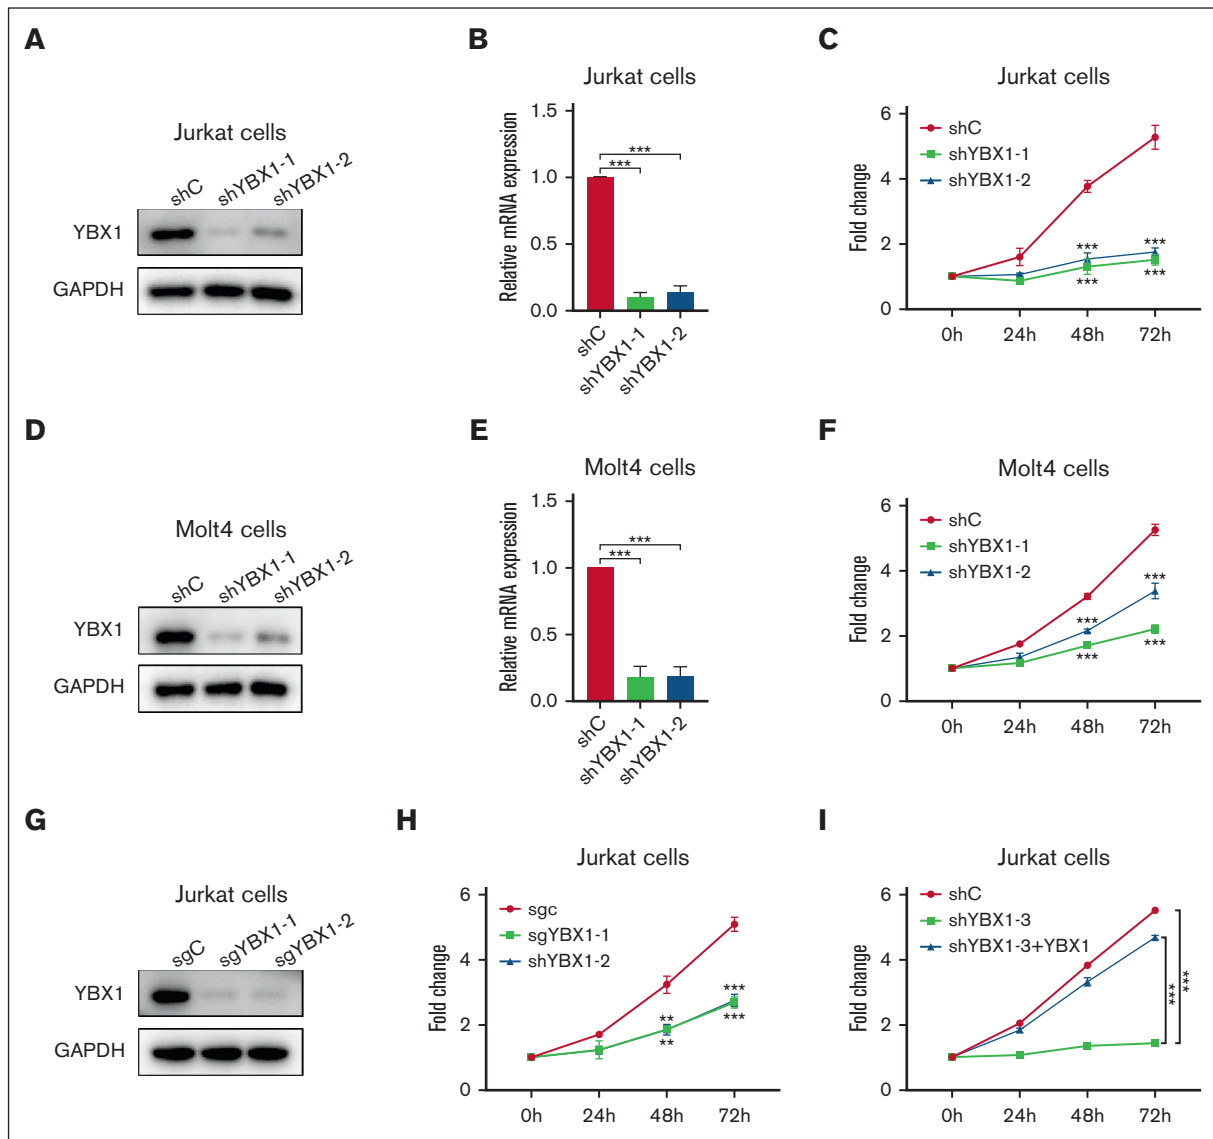 A
Jurkat cells
shC
shYBX1-1
shYBX1-2
YBX1
GAPDH
B
Jurkat cells
Relative mRNA expression
1.5
1.0
0.5
0.0
***
***
shC
shYBX1-1
shYBX1-2
C
Jurkat cells
Fold change
6
4
2
0
shC
shYBX1-1
shYBX1-2
*** ***
*** ***
0h 24h 48h 72h
D
Molt4 cells
shC
shYBX1-1
shYBX1-2
YBX1
GAPDH
E
Molt4 cells
Relative mRNA expression
1.5
1.0
0.5
0.0
***
***
shC
shYBX1-1
shYBX1-2
F
Molt4 cells
Fold change
6
4
2
0
shC
shYBX1-1
shYBX1-2
*** ***
*** ***
0h 24h 48h 72h
G
Jurkat cells
sgC
sgYBX1-1
sgYBX1-2
YBX1
GAPDH
H
Jurkat cells
Fold change
6
4
2
0
sgc
sgYBX1-1
shYBX1-2
** ***
** ***
0h 24h 48h 72h
I
Jurkat cells
Fold change
6
4
2
0
shC
shYBX1-3
shYBX1-3+YBX1
***
***
0h 24h 48h 72h